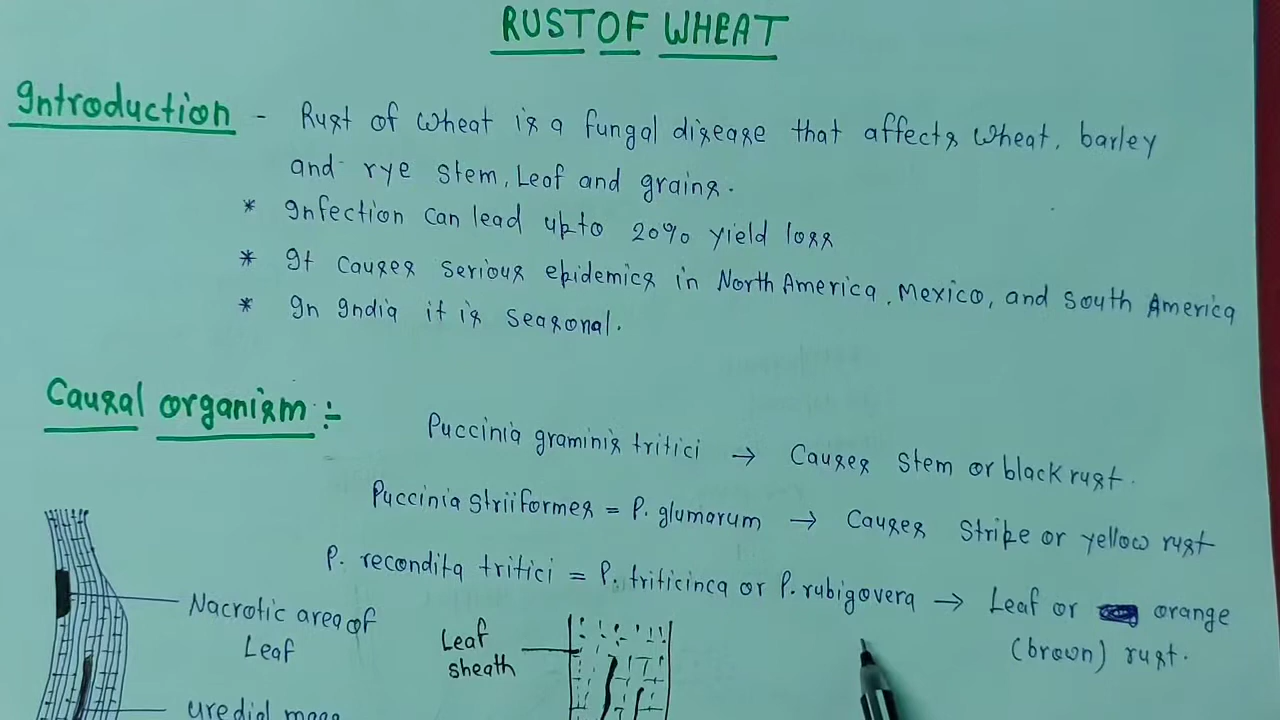 RUST OF WHEAT
Introduction - Rust of wheat is a fungal disease that affects wheat, barley
and rye stem, Leaf and grains.
* Infection can lead upto 20% yield loss
* It causes serious epidemics in North America, Mexico, and South America
* In India it is seasonal.
Causal organism :-
Puccinia graminis tritici → Causes stem or black rust.
Puccinia Striiformes = P. glumarum → Causes Stripe or yellow rust
P. recondita tritici = P. triticinca or P. rubigovera → Leaf or orange
(brown) rust.
Nacrotic area of
Leaf
Leaf
sheath
uredial